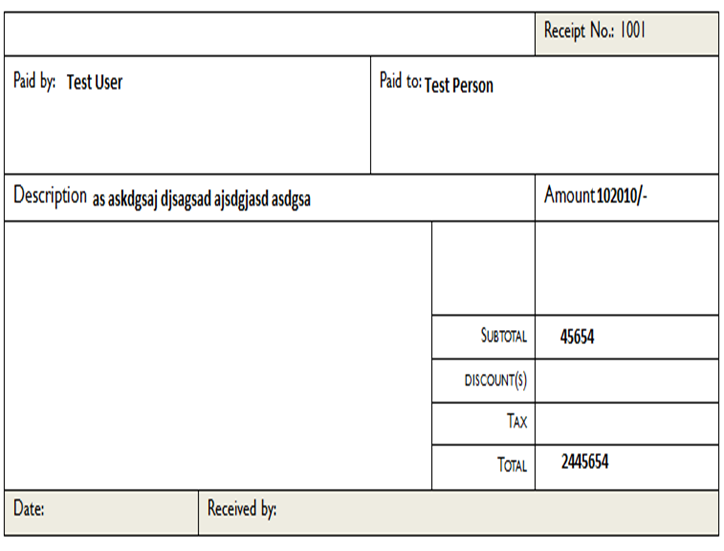 Receipt No.: 1001
Paid by: Test User Paid to: Test Person
Description as askdgsaj djsagsad ajsdgjasd asdgsa Amount 102010/-
SUBTOTAL 45654
DISCOUNT(S)
TAX
TOTAL 2445654
Date: Received by: